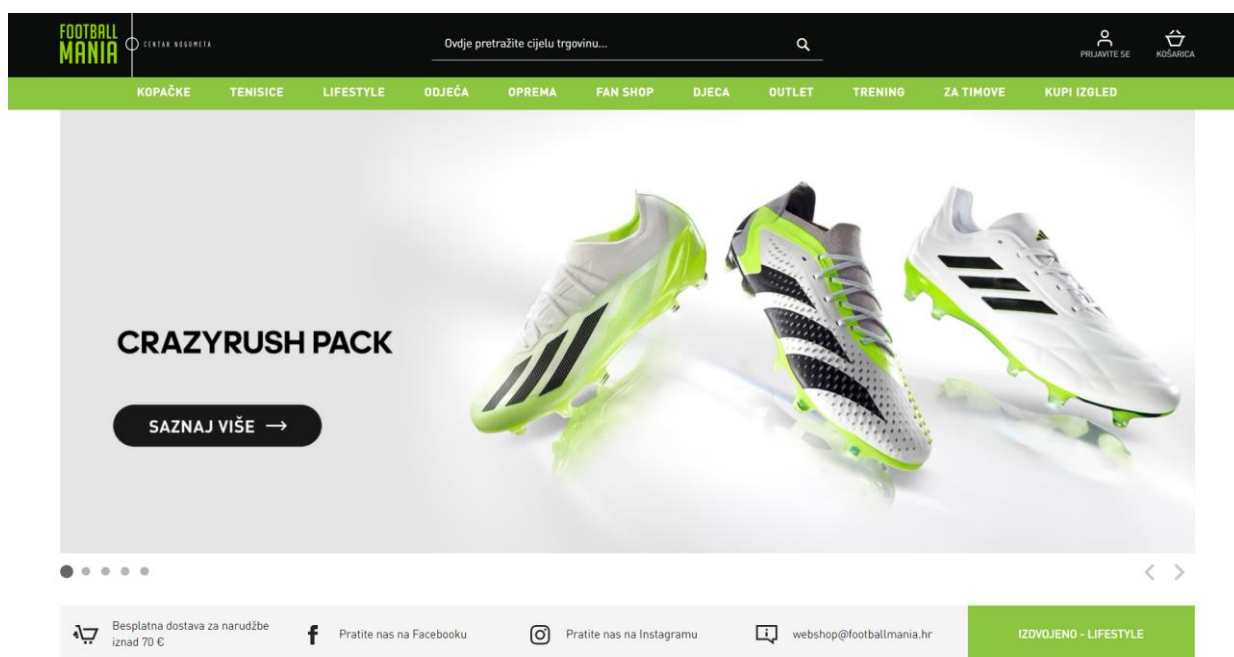 FOOTBALL
MANIA
CENTAR NOGOMETA
Ovdje pretražite cijelu trgovinu...
PRIJAVITE SE
KOŠARICA
KOPAČKE TENISICE LIFESTYLE ODJEĆA OPREMA FAN SHOP DJECA OUTLET TRENING ZA TIMOVE KUPI IZGLED
CRAZYRUSH PACK
SAZNAJ VIŠE →
Besplatna dostava za narudžbe
iznad 70 €
Pratite nas na Facebooku
Pratite nas na Instagramu
webshop@footballmania.hr
IZDVOJENO - LIFESTYLE